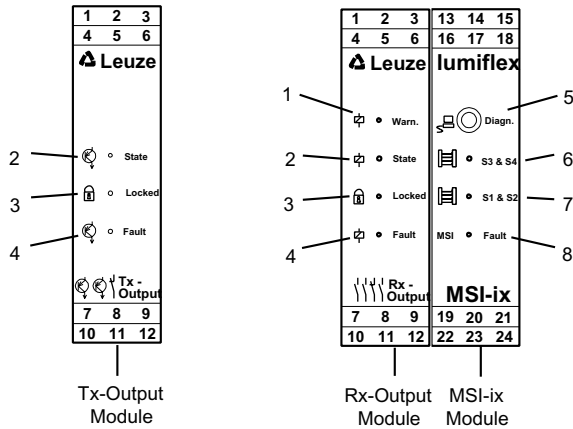 1 2 3
4 5 6
Leuze
2
State
3
Locked
4
Fault
Tx -
Output
7 8 9
10 11 12
Tx-Output
Module
1 2 3
4 5 6
Leuze
1
Warn.
2
State
3
Locked
4
Fault
Rx -
Output
7 8 9
10 11 12
Rx-Output
Module
13 14 15
16 17 18
lumiflex
5
Diagn.
6
S3 & S4
7
S1 & S2
8
MSI Fault
MSI-ix
19 20 21
22 23 24
MSI-ix
Module